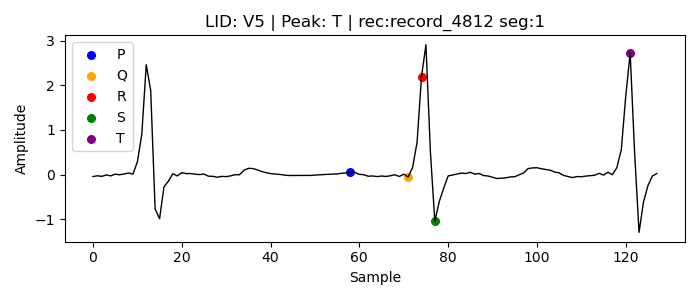 LID: V5 | Peak: T | rec:record_4812 seg:1
3
2
1
0
−1
Amplitude
P
Q
R
S
T
0 20 40 60 80 100 120
Sample